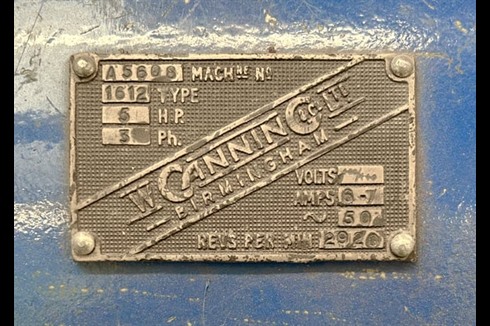 A5608 MACHNE No
1612 TYPE
5 H.P.
3 Ph.
W. CANNING & Co. LTD
BIRMINGHAM
VOLTS
AMPS 6-7
~ 50
REVS PER MIN 2920